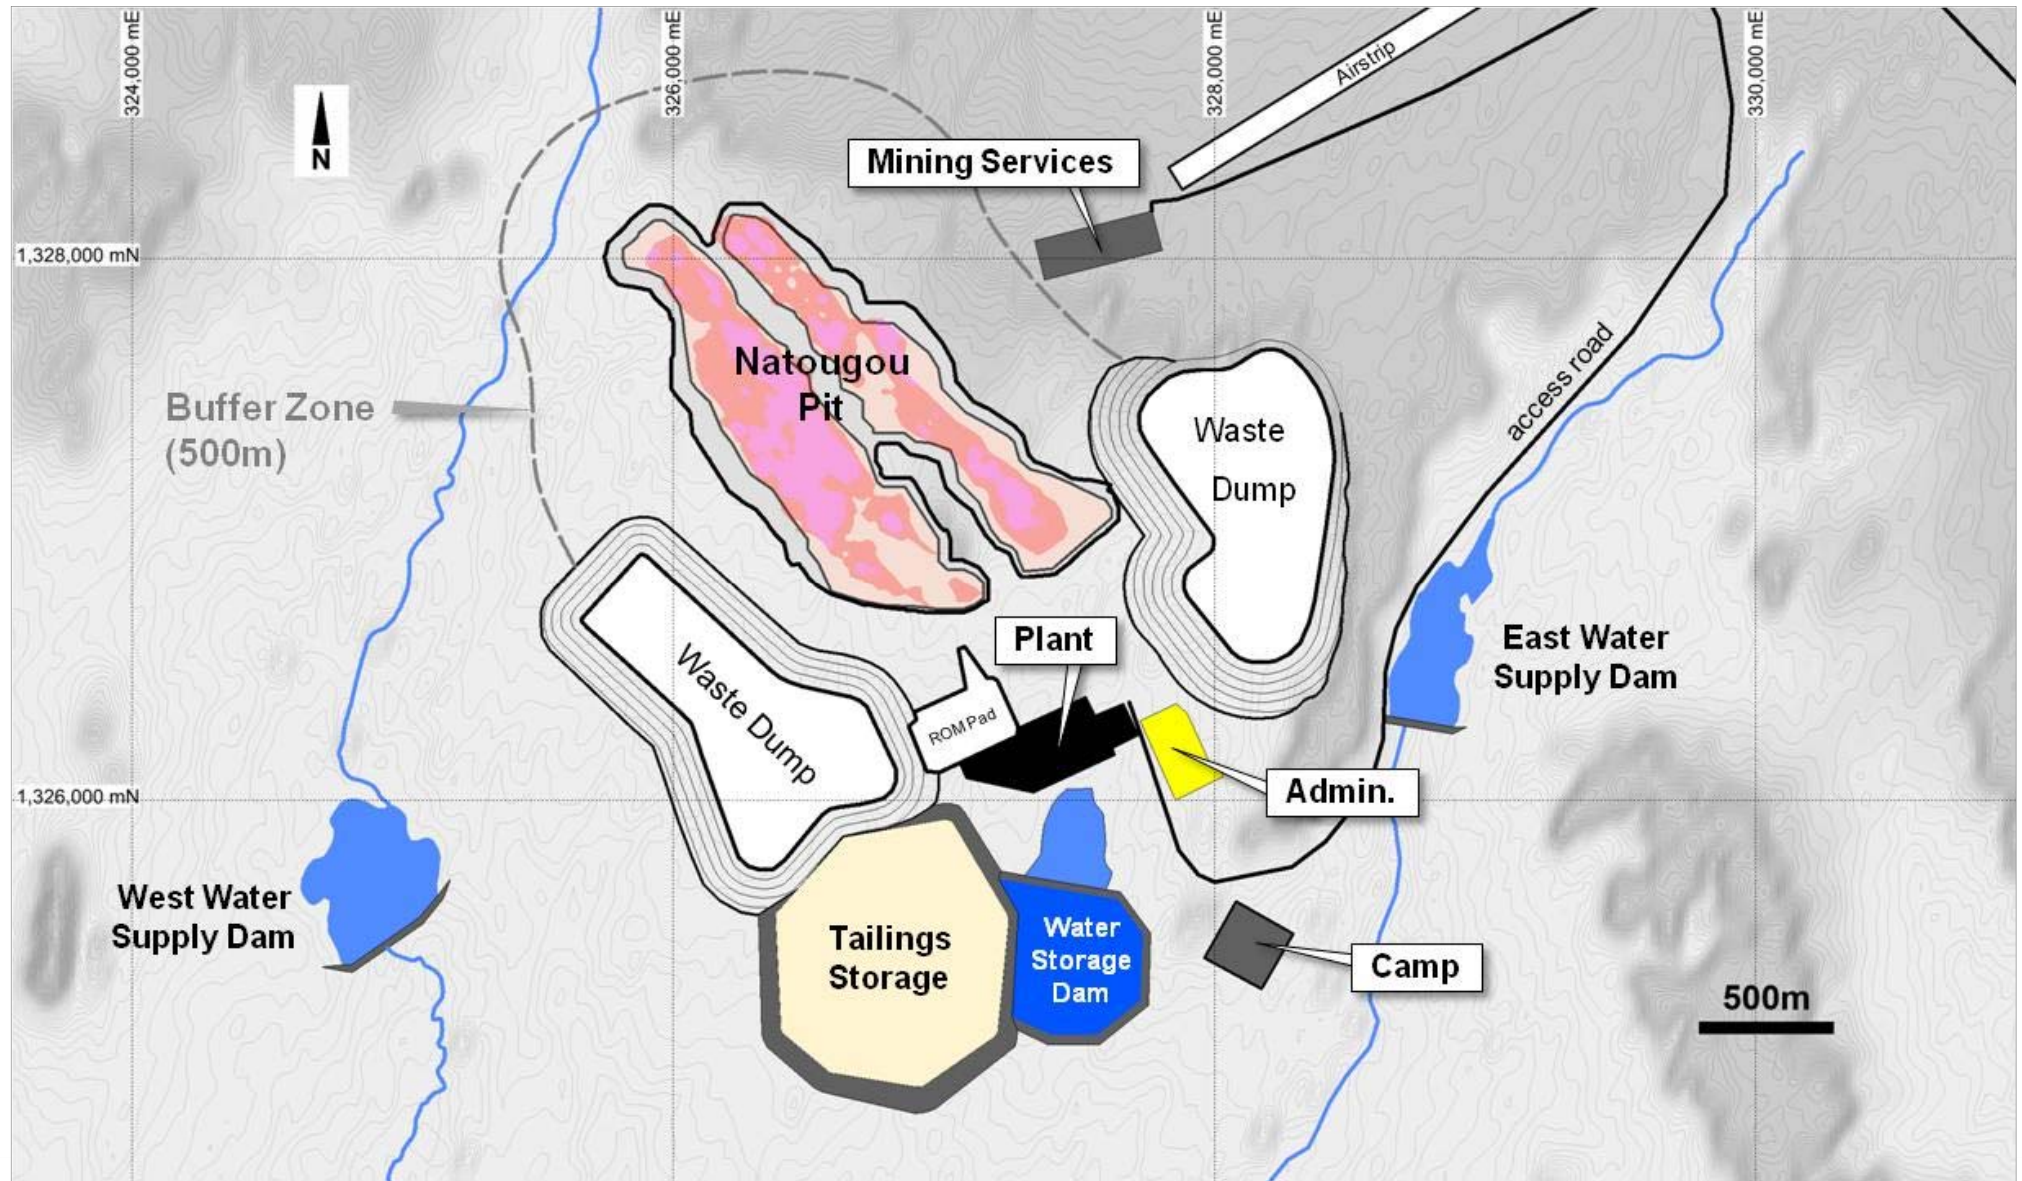 324,000 mE
326,000 mE
328,000 mE
330,000 mE
Airstrip
N
Mining Services
1,328,000 mN
Natougou
Pit
access road
Buffer Zone
(500m)
Waste
Dump
Plant
East Water
Supply Dam
Waste Dump
ROM Pad
Admin.
1,326,000 mN
West Water
Supply Dam
Tailings
Storage
Water
Storage
Dam
Camp
500m